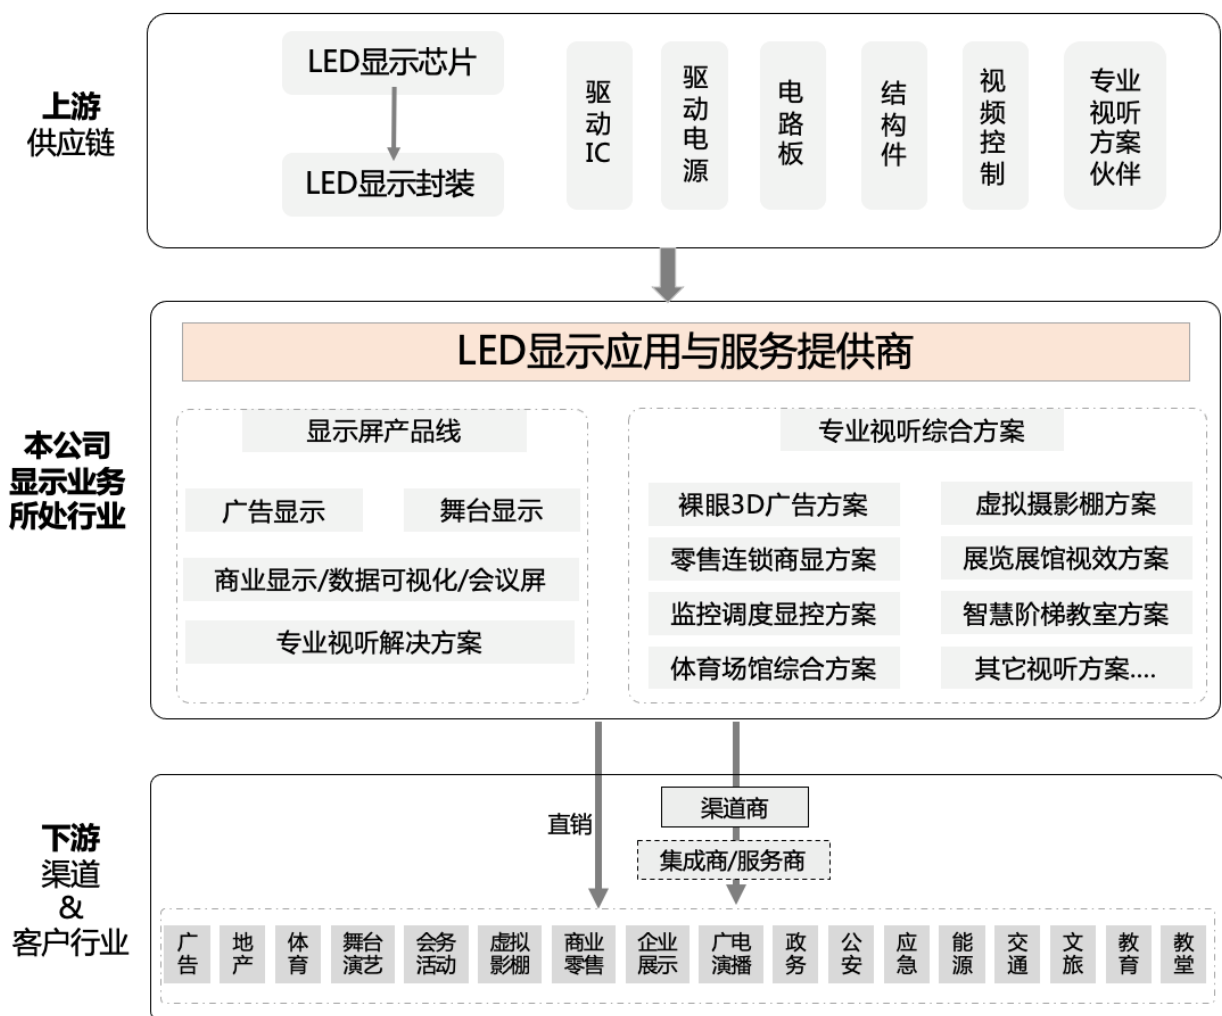 上游
供应链
LED显示芯片
LED显示封装
驱动IC
驱动电源
电路板
结构件
视频控制
专业
视听
方案
伙伴
本公司
显示业务
所处行业
LED显示应用与服务提供商
显示屏产品线
广告显示
舞台显示
商业显示/数据可视化/会议屏
专业视听解决方案
专业视听综合方案
裸眼3D广告方案
虚拟摄影棚方案
零售连锁商显方案
展览展馆视效方案
监控调度显控方案
智慧阶梯教室方案
体育场馆综合方案
其它视听方案....
下游
渠道
&
客户行业
直销
渠道商
集成商/服务商
广告
地产
体育
舞台
演艺
会务
活动
虚拟
影棚
商业
零售
企业
展示
广电
演播
政务
公安
应急
能源
交通
文旅
教育
教堂